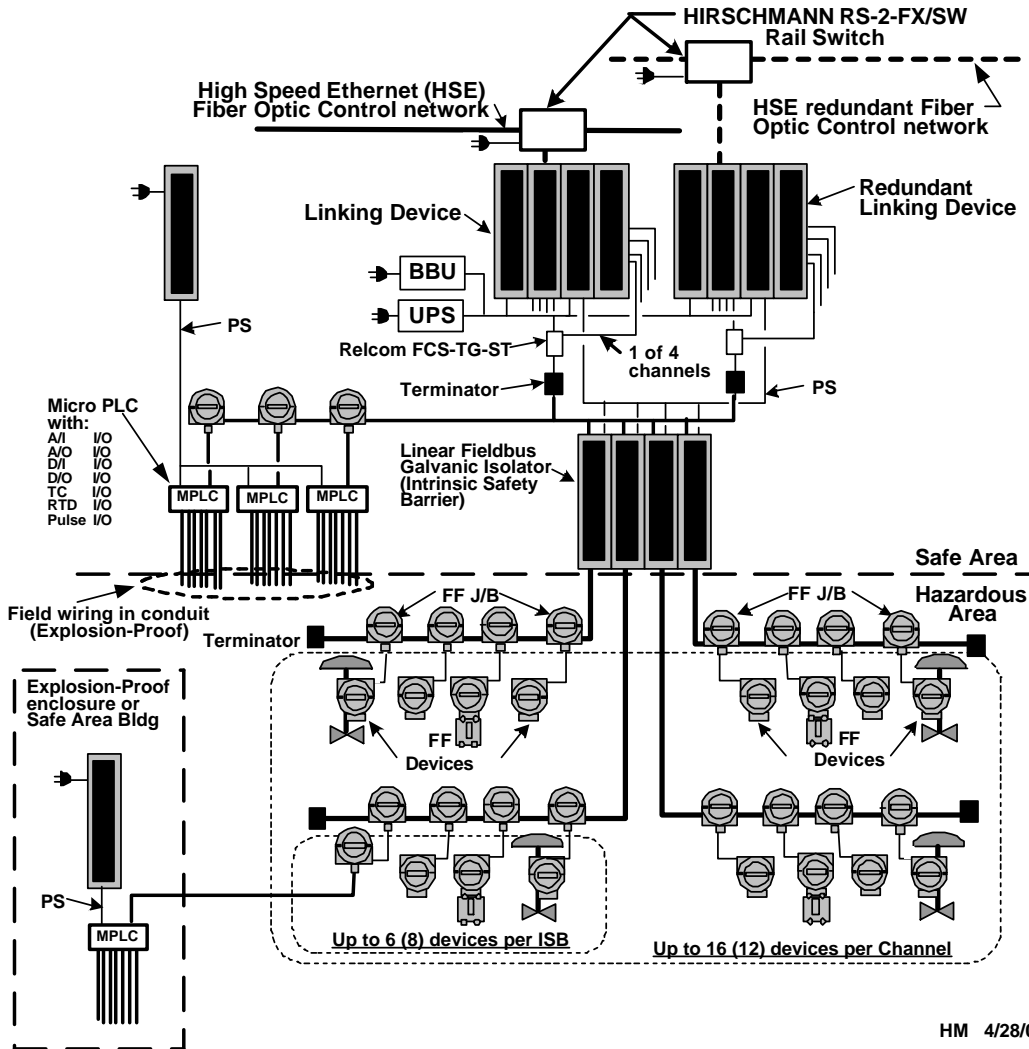 HIRSCHMANN RS-2-FX/SW
Rail Switch
High Speed Ethernet (HSE)
Fiber Optic Control network
HSE redundant Fiber
Optic Control network
Linking Device
Redundant
Linking Device
BBU
UPS
PS
Relcom FCS-TG-ST
1 of 4
channels
Terminator
PS
Micro PLC
with:
A/I I/O
A/O I/O
D/I I/O
D/O I/O
TC I/O
RTD I/O
Pulse I/O
Linear Fieldbus
Galvanic Isolator
(Intrinsic Safety
Barrier)
MPLC
MPLC
MPLC
Safe Area
Hazardous
Area
Field wiring in conduit
(Explosion-Proof)
FF J/B
FF J/B
Terminator
Explosion-Proof
enclosure or
Safe Area Bldg
FF
Devices
FF
Devices
PS
MPLC
Up to 6 (8) devices per ISB
Up to 16 (12) devices per Channel
HM 4/28/0